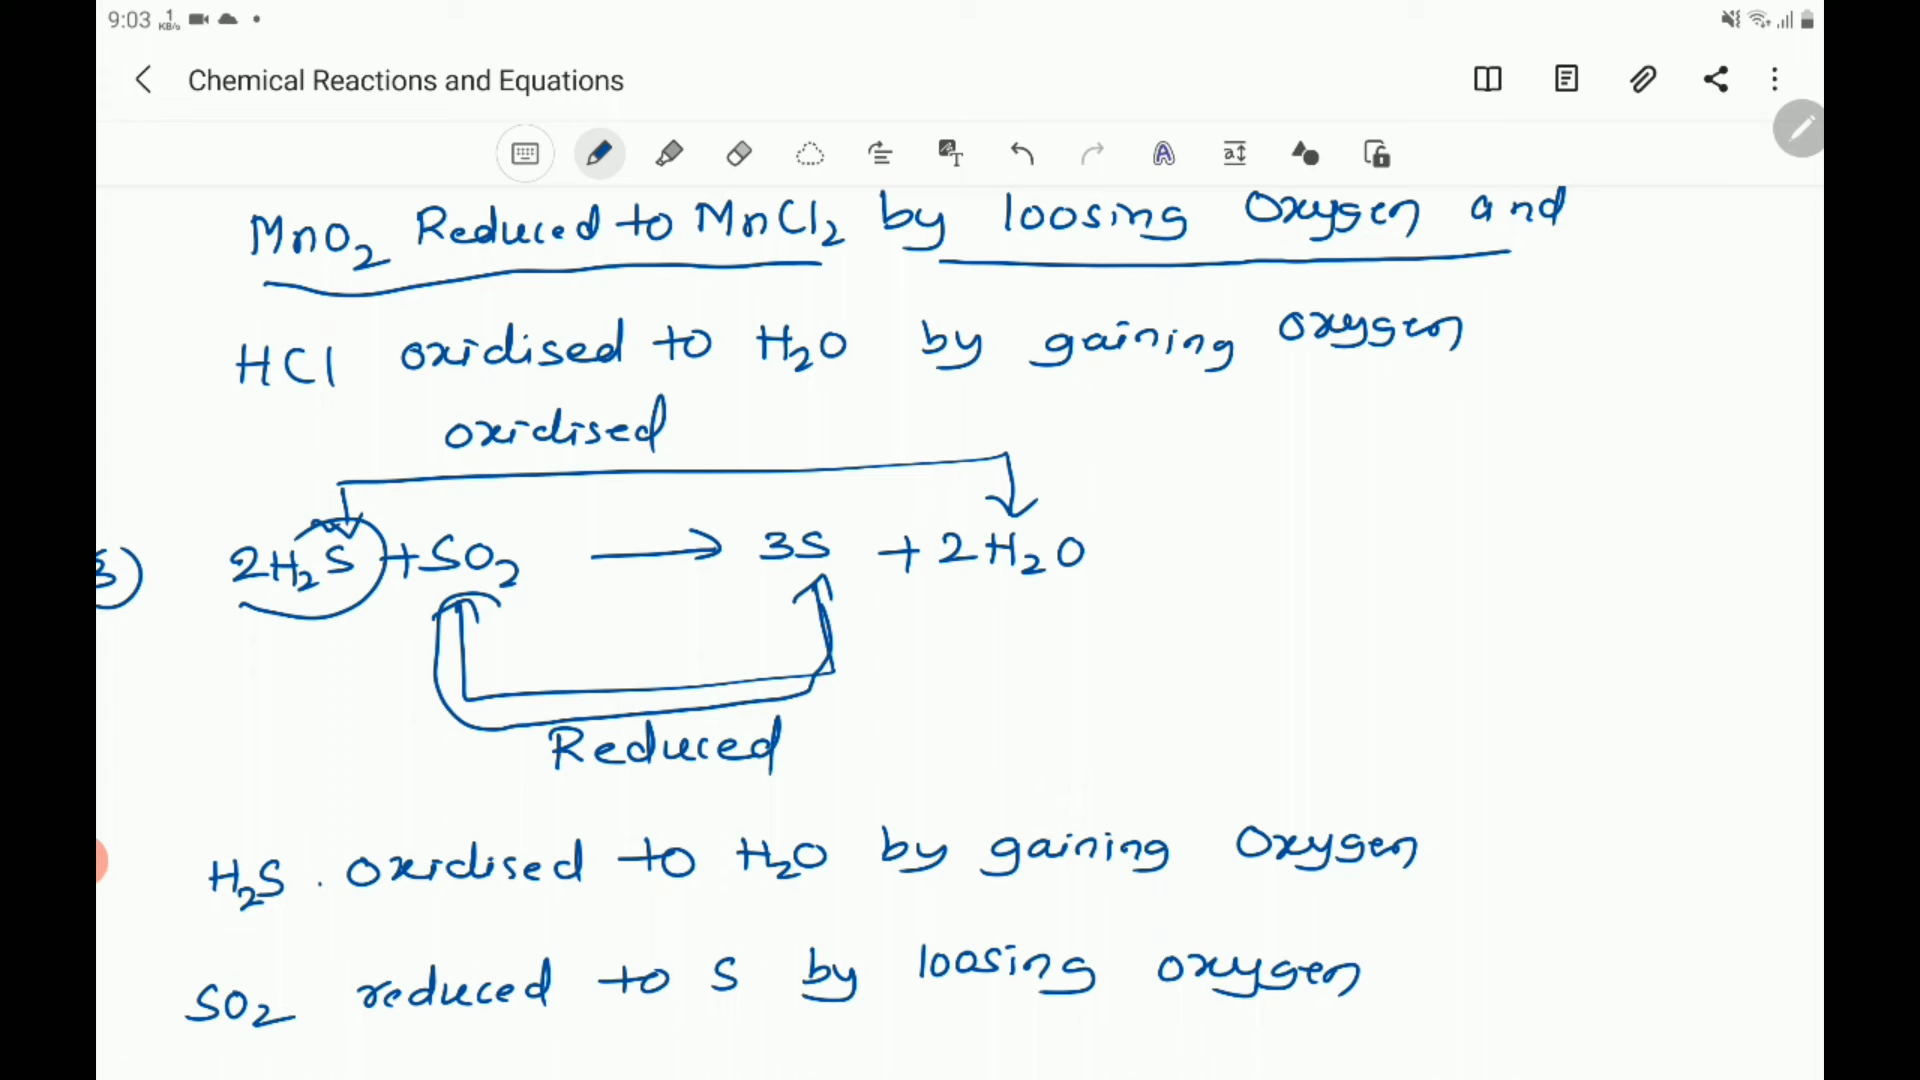 9:03 1 KB/s
Chemical Reactions and Equations
MnO₂ Reduced to MnCl₂ by loosing Oxygen and
HCl oxidised to H₂O by gaining oxygen
oxidised
2H₂S + SO₂ → 3S + 2H₂O
Reduced
H₂S . oxidised to H₂O by gaining Oxygen
SO₂ reduced to S by loosing oxygen